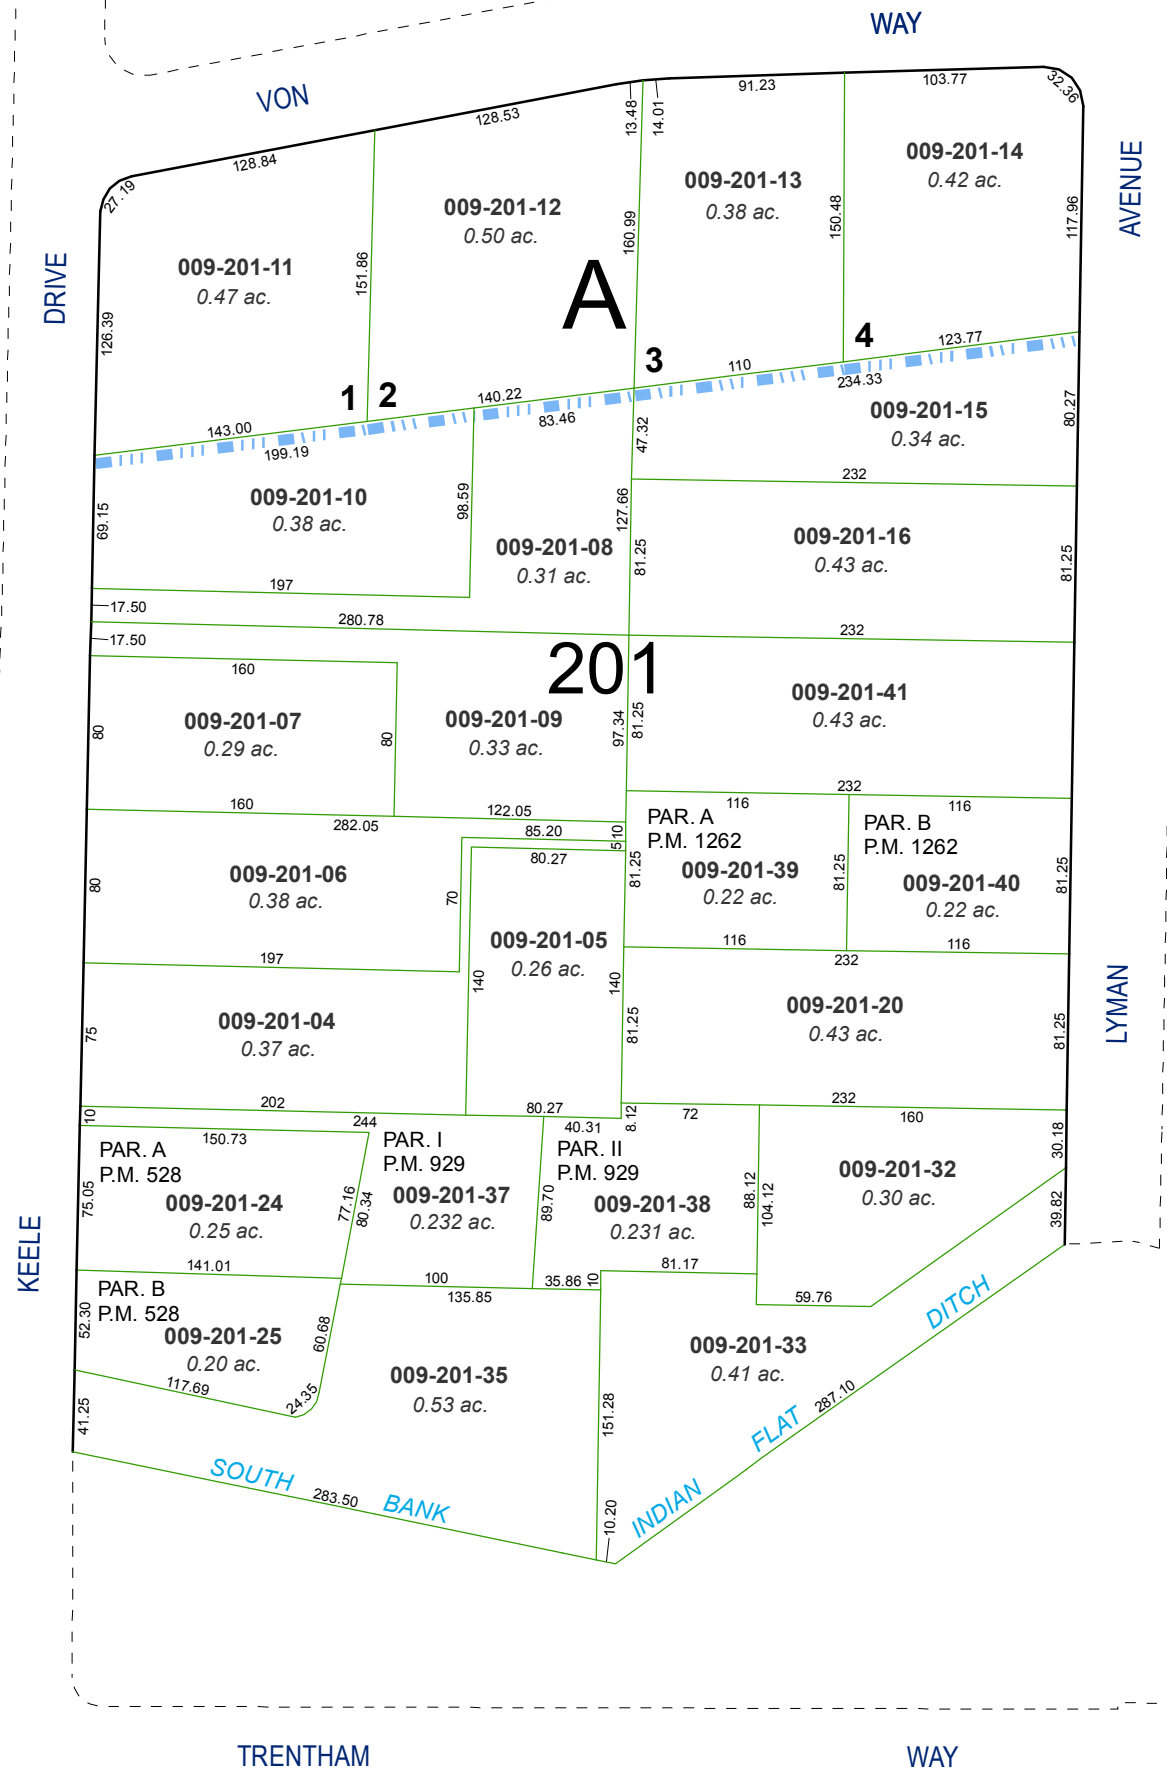 WAY
VON
91.23
103.77
32.36
128.53
13.48
14.01
128.84
27.19
AVENUE
009-201-14
0.42 ac.
009-201-13
0.38 ac.
009-201-12
0.50 ac.
160.99
150.48
117.96
DRIVE
009-201-11
0.47 ac.
151.86
A
126.39
123.77
4
3
110
234.33
1
2
140.22
83.46
143.00
199.19
009-201-15
0.34 ac.
80.27
47.32
232
009-201-10
0.38 ac.
98.59
69.15
127.66
009-201-08
0.31 ac.
81.25
009-201-16
0.43 ac.
81.25
197
17.50
280.78
232
17.50
201
160
009-201-07
0.29 ac.
80
80
009-201-09
0.33 ac.
97.34
81.25
009-201-41
0.43 ac.
232
160
122.05
116
116
282.05
85.20
10
5
80.27
PAR. A
P.M. 1262
009-201-39
0.22 ac.
81.25
81.25
PAR. B
P.M. 1262
009-201-40
0.22 ac.
81.25
009-201-06
0.38 ac.
80
70
009-201-05
0.26 ac.
140
140
116
116
197
232
009-201-04
0.37 ac.
75
81.25
009-201-20
0.43 ac.
81.25
LYMAN
202
80.27
232
10
244
40.31
8.12
72
160
150.73
PAR. A
P.M. 528
009-201-24
0.25 ac.
75.05
77.16
80.34
PAR. I
P.M. 929
009-201-37
0.232 ac.
89.70
PAR. II
P.M. 929
009-201-38
0.231 ac.
88.12
104.12
009-201-32
0.30 ac.
30.18
39.82
KEELE
141.01
100
35.86
10
81.17
135.85
59.76
PAR. B
P.M. 528
009-201-25
0.20 ac.
52.30
60.68
117.69
24.35
009-201-35
0.53 ac.
009-201-33
0.41 ac.
41.25
151.28
287.10
INDIAN FLAT DITCH
SOUTH BANK
283.50
10.20
TRENTHAM
WAY